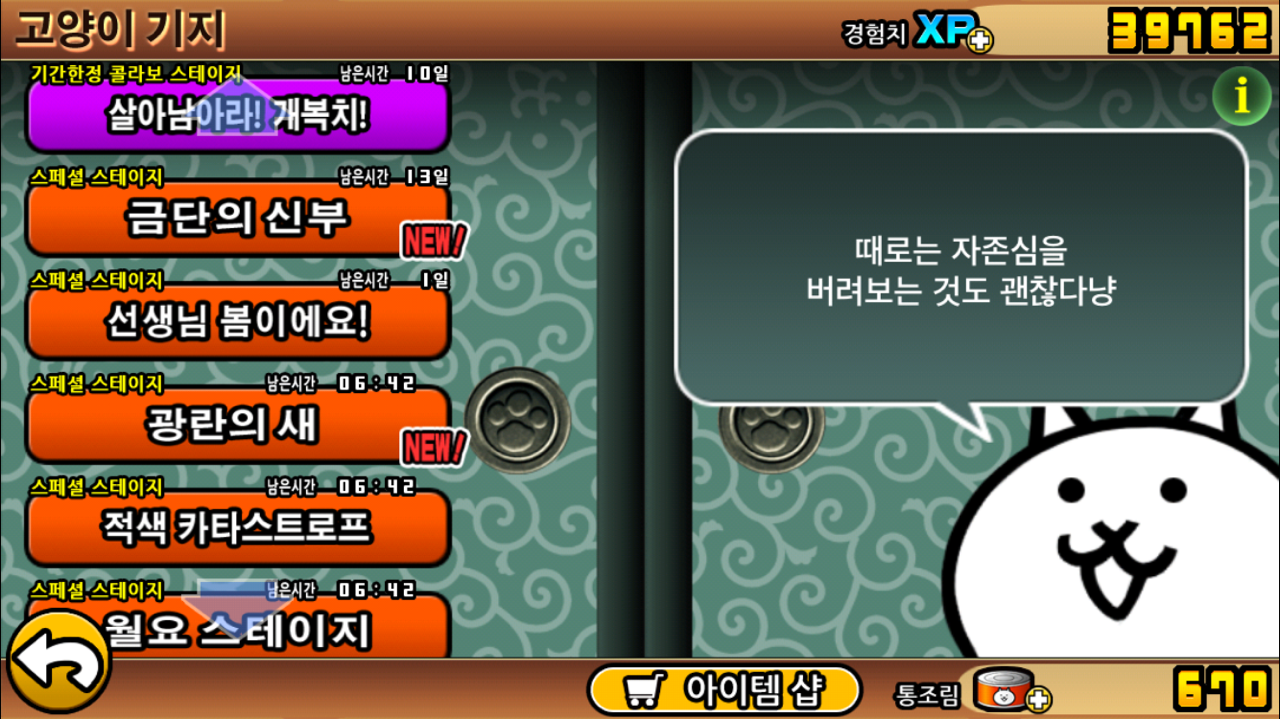 고양이 기지
경험치 XP 39762
기간한정 콜라보 스테이지 남은시간 10일
살아남아라! 개복치!
스페셜 스테이지 남은시간 13일
금단의 신부
NEW!
스페셜 스테이지 남은시간 1일
선생님 봄이에요!
스페셜 스테이지 남은시간 06:42
광란의 새
NEW!
스페셜 스테이지 남은시간 06:42
적색 카타스트로프
스페셜 스테이지 남은시간 06:42
월요 스테이지
i
때로는 자존심을
버려보는 것도 괜찮다냥
아이템 샵
통조림 670